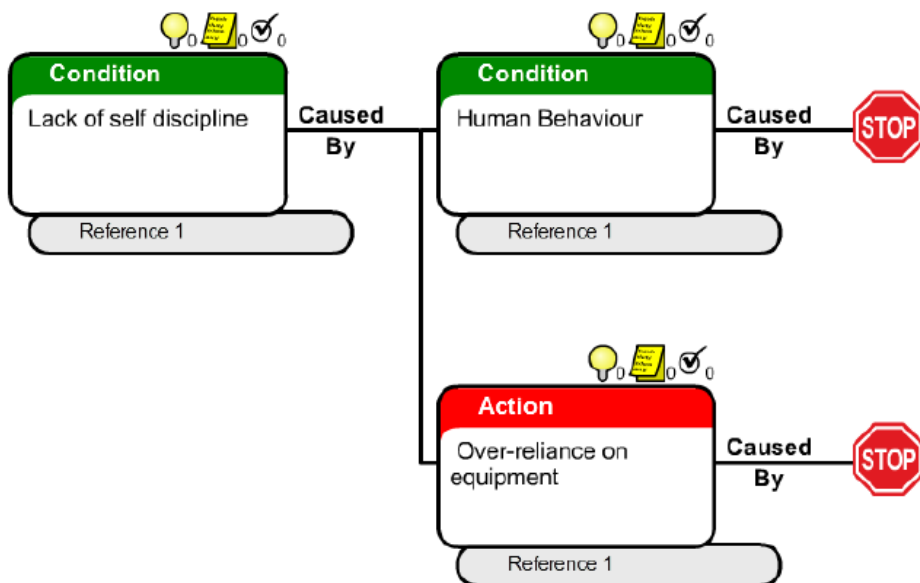 0 0 0
Condition
Lack of self discipline
Reference 1
Caused
By
0 0 0
Condition
Human Behaviour
Reference 1
Caused
By
STOP
0 0 0
Action
Over-reliance on
equipment
Reference 1
Caused
By
STOP